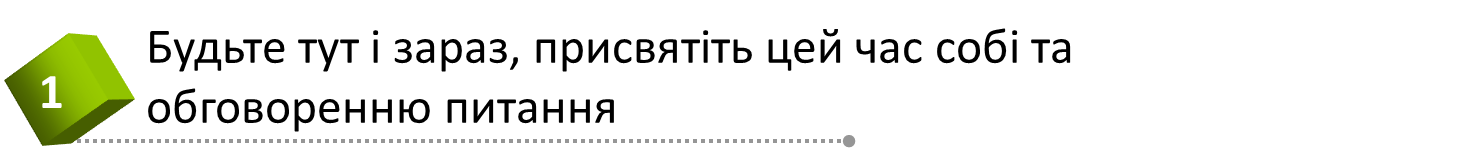 1
Будьте тут і зараз, присвятіть цей час собі та
обговоренню питання